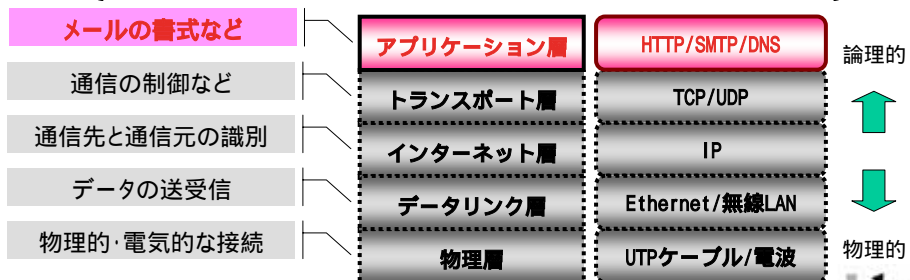 メールの書式など
アプリケーション層
HTTP/SMTP/DNS
論理的
通信の制御など
トランスポート層
TCP/UDP
通信先と通信元の識別
インターネット層
IP
データの送受信
データリンク層
Ethernet/無線LAN
物理的・電気的な接続
物理層
UTPケーブル/電波
物理的